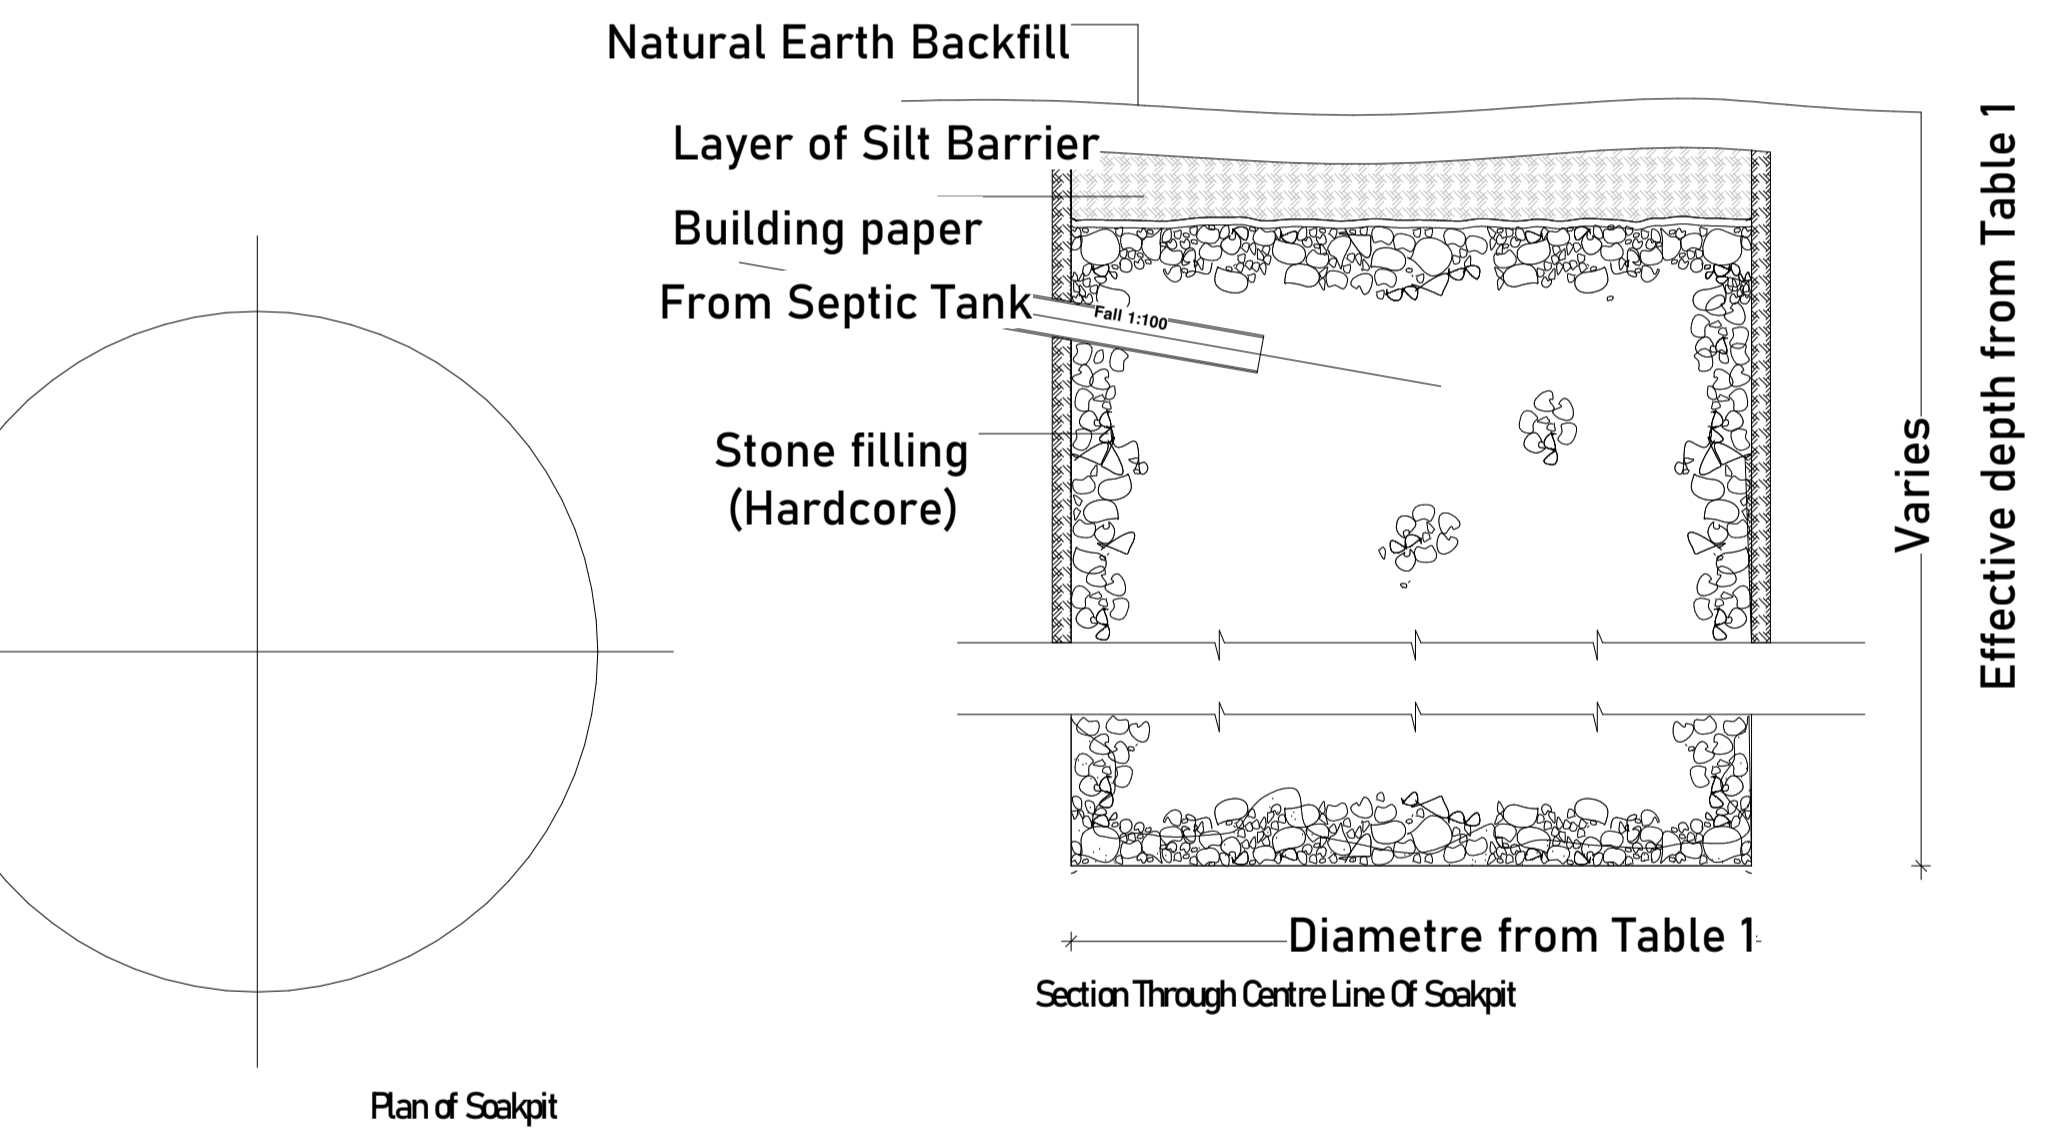 Natural Earth Backfill
Layer of Silt Barrier
Building paper
From Septic Tank
Fall 1:100
Stone filling
(Hardcore)
Varies
Effective depth from Table 1
Diametre from Table 1
Section Through Centre Line Of Soakpit
Plan of Soakpit